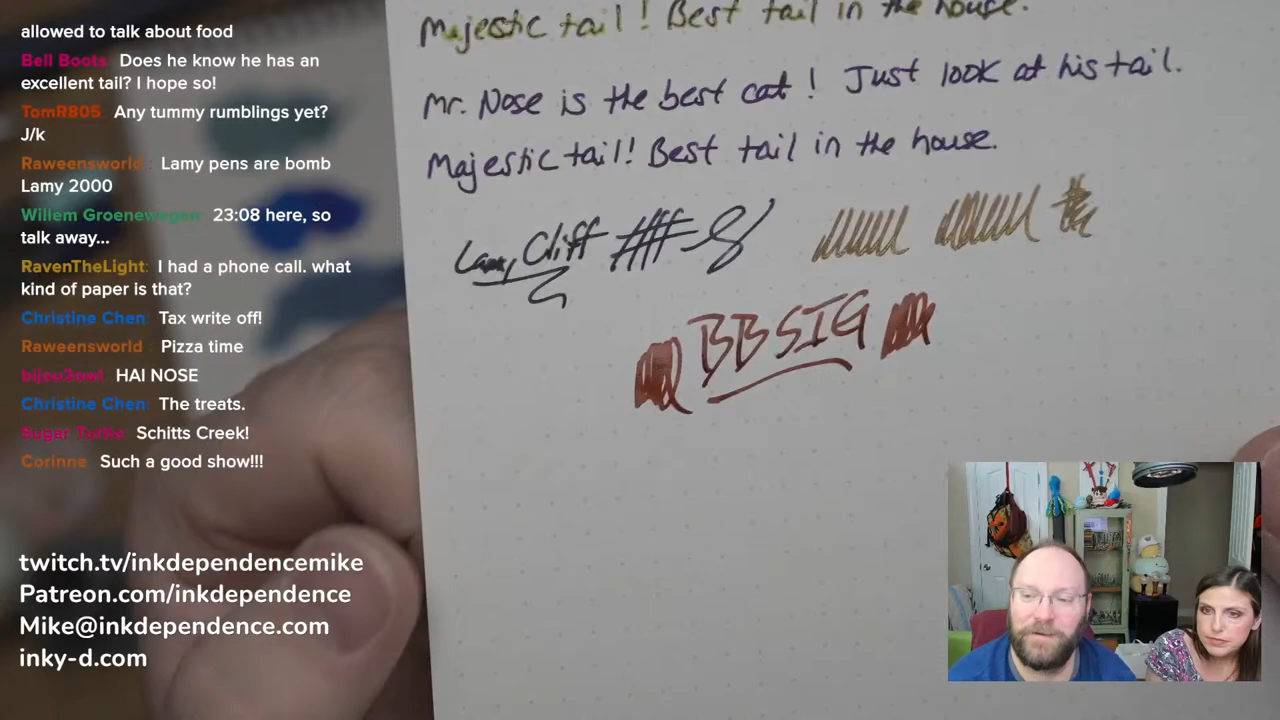 allowed to talk about food
Bell Boots: Does he know he has an
excellent tail? I hope so!
TomR805: Any tummy rumblings yet?
J/k
Raweensworld: Lamy pens are bomb
Lamy 2000
Willem Groenewegen: 23:08 here, so
talk away...
RavenTheLight: I had a phone call. what
kind of paper is that?
Christine Chen: Tax write off!
Raweensworld: Pizza time
bijou3owl: HAI NOSE
Christine Chen: The treats.
Sugar Turtle: Schitts Creek!
Corinne: Such a good show!!!
twitch.tv/inkdependencemike
Patreon.com/inkdependence
Mike@inkdependence.com
inky-d.com
Majestic tail! Best tail in the house.
Mr. Nose is the best cat! Just look at his tail.
Majestic tail! Best tail in the house.
Lamy Cliff
BBSIG